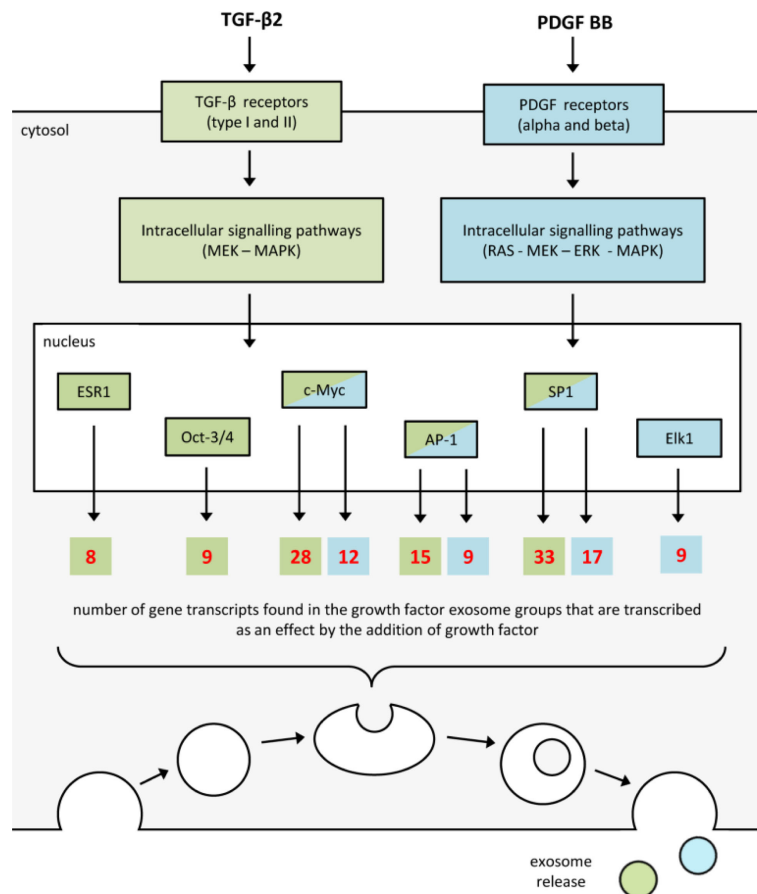 TGF-β2
PDGF BB
TGF-β receptors
(type I and II)
PDGF receptors
(alpha and beta)
cytosol
Intracellular signalling pathways
(MEK – MAPK)
Intracellular signalling pathways
(RAS - MEK – ERK - MAPK)
nucleus
ESR1
c-Myc
SP1
Oct-3/4
AP-1
Elk1
8
9
28
12
15
9
33
17
9
number of gene transcripts found in the growth factor exosome groups that are transcribed
as an effect by the addition of growth factor
exosome
release